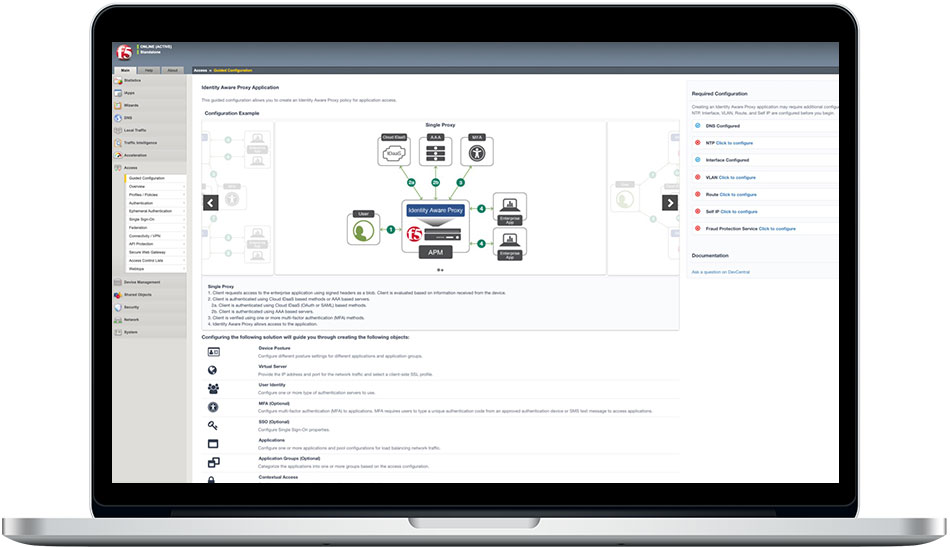 f5
ONLINE (ACTIVE)
Standalone
Main
Help
About
Access » Guided Configuration
Statistics
iApps
Wizards
DNS
Local Traffic
Traffic Intelligence
Acceleration
Access
Guided Configuration
Overview
Profiles / Policies
Authentication
Ephemeral Authentication
Single Sign-On
Federation
Connectivity / VPN
API Protection
Secure Web Gateway
Access Control Lists
Webtops
Device Management
Shared Objects
Security
Network
System
Identity Aware Proxy Application
This guided configuration allows you to create an Identity Aware Proxy policy for application access.
Configuration Example
Single Proxy
Cloud IDaaS
AAA
MFA
IDaaS
2a
2b
3
User
1
Identity Aware Proxy
f5
APM
4
Enterprise App
4
Enterprise App
Single Proxy
1. Client requests access to the enterprise application using signed headers as a blob. Client is evaluated based on information received from the device.
2. Client is authenticated using Cloud IDaaS based methods or AAA based servers.
2a. Client is authenticated using Cloud IDaaS (OAuth or SAML) based methods.
2b. Client is authenticated using AAA based servers.
3. Client is verified using one or more multi-factor authentication (MFA) methods.
4. Identity Aware Proxy allows access to the application.
Configuring the following solution will guide you through creating the following objects:
Device Posture
Configure different posture settings for different applications and application groups.
Virtual Server
Provide the IP address and port for the network traffic and select a client-side SSL profile.
User Identity
Configure one or more type of authentication servers to use.
MFA (Optional)
Configure multi-factor authentication (MFA) to applications. MFA requires users to type a unique authentication code from an approved authentication device or SMS text message to access applications.
SSO (Optional)
Configure Single Sign-On properties.
Applications
Configure one or more applications and pool configurations for load balancing network traffic.
Application Groups (Optional)
Categorize the applications into one or more groups based on the access configuration.
Contextual Access
Required Configuration
Creating an Identity Aware Proxy application may require additional configu
NTP, Interface, VLAN, Route, and Self IP are configured before you begin.
DNS Configured
NTP Click to configure
Interface Configured
VLAN Click to configure
Route Click to configure
Self IP Click to configure
Fraud Protection Service Click to configure
Documentation
Ask a question on DevCentral